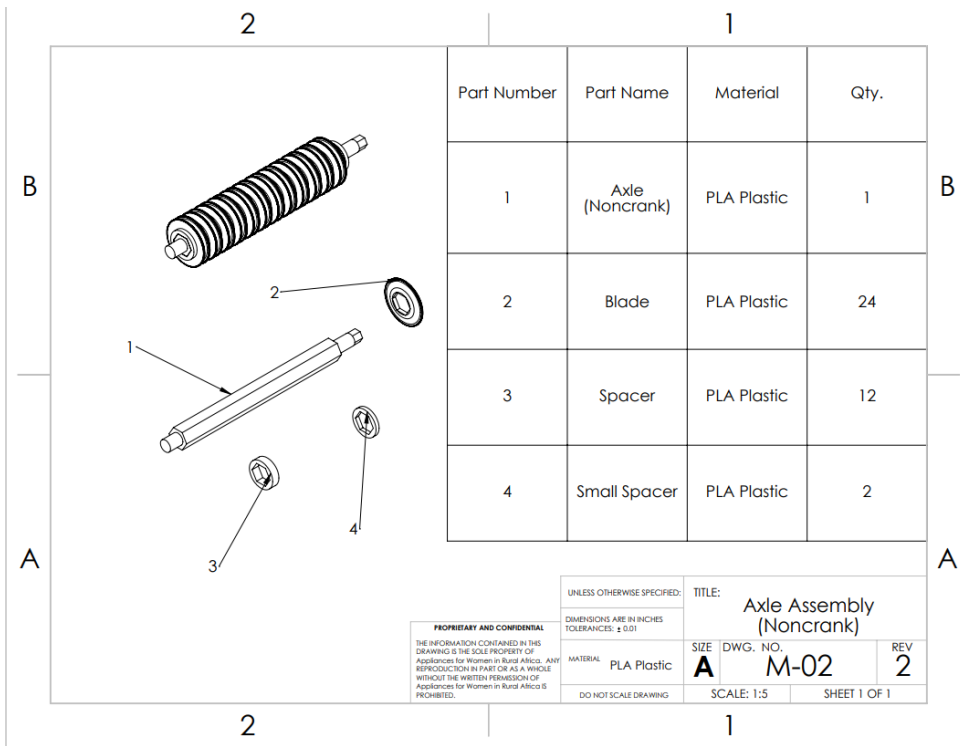 2 1
B B
Part Number Part Name Material Qty.
1 Axle
(Noncrank) PLA Plastic 1
2 Blade PLA Plastic 24
3 Spacer PLA Plastic 12
4 Small Spacer PLA Plastic 2
2
1
4
3
A A
UNLESS OTHERWISE SPECIFIED:
DIMENSIONS ARE IN INCHES
TOLERANCES: ± 0.01
MATERIAL PLA Plastic
DO NOT SCALE DRAWING
TITLE:
Axle Assembly
(Noncrank)
SIZE DWG. NO. REV
A M-02 2
SCALE: 1:5 SHEET 1 OF 1
PROPRIETARY AND CONFIDENTIAL
THE INFORMATION CONTAINED IN THIS
DRAWING IS THE SOLE PROPERTY OF
Appliances for Women in Rural Africa. ANY
REPRODUCTION IN PART OR AS A WHOLE
WITHOUT THE WRITTEN PERMISSION OF
Appliances for Women in Rural Africa IS
PROHIBITED.
2 1